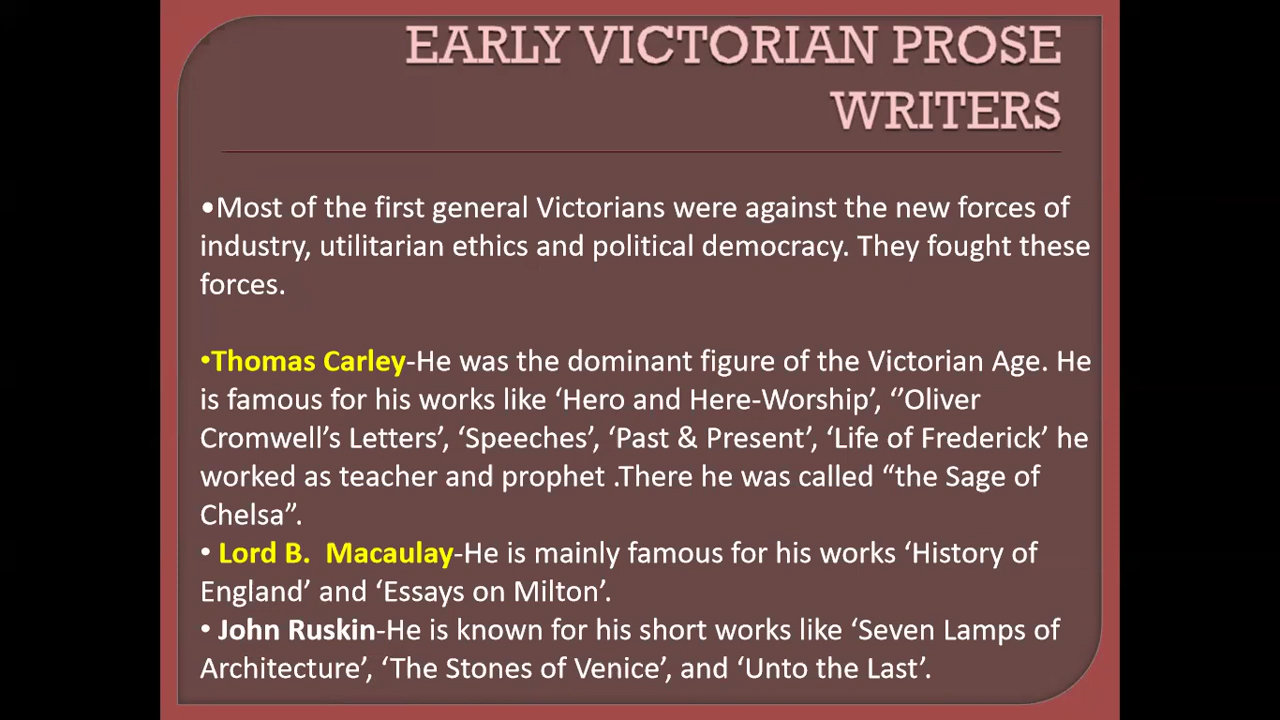 EARLY VICTORIAN PROSE
WRITERS
•Most of the first general Victorians were against the new forces of
industry, utilitarian ethics and political democracy. They fought these
forces.
•Thomas Carley-He was the dominant figure of the Victorian Age. He
is famous for his works like ‘Hero and Here-Worship’, ‘’Oliver
Cromwell’s Letters’, ‘Speeches’, ‘Past & Present’, ‘Life of Frederick’ he
worked as teacher and prophet .There he was called “the Sage of
Chelsa”.
• Lord B. Macaulay-He is mainly famous for his works ‘History of
England’ and ‘Essays on Milton’.
• John Ruskin-He is known for his short works like ‘Seven Lamps of
Architecture’, ‘The Stones of Venice’, and ‘Unto the Last’.